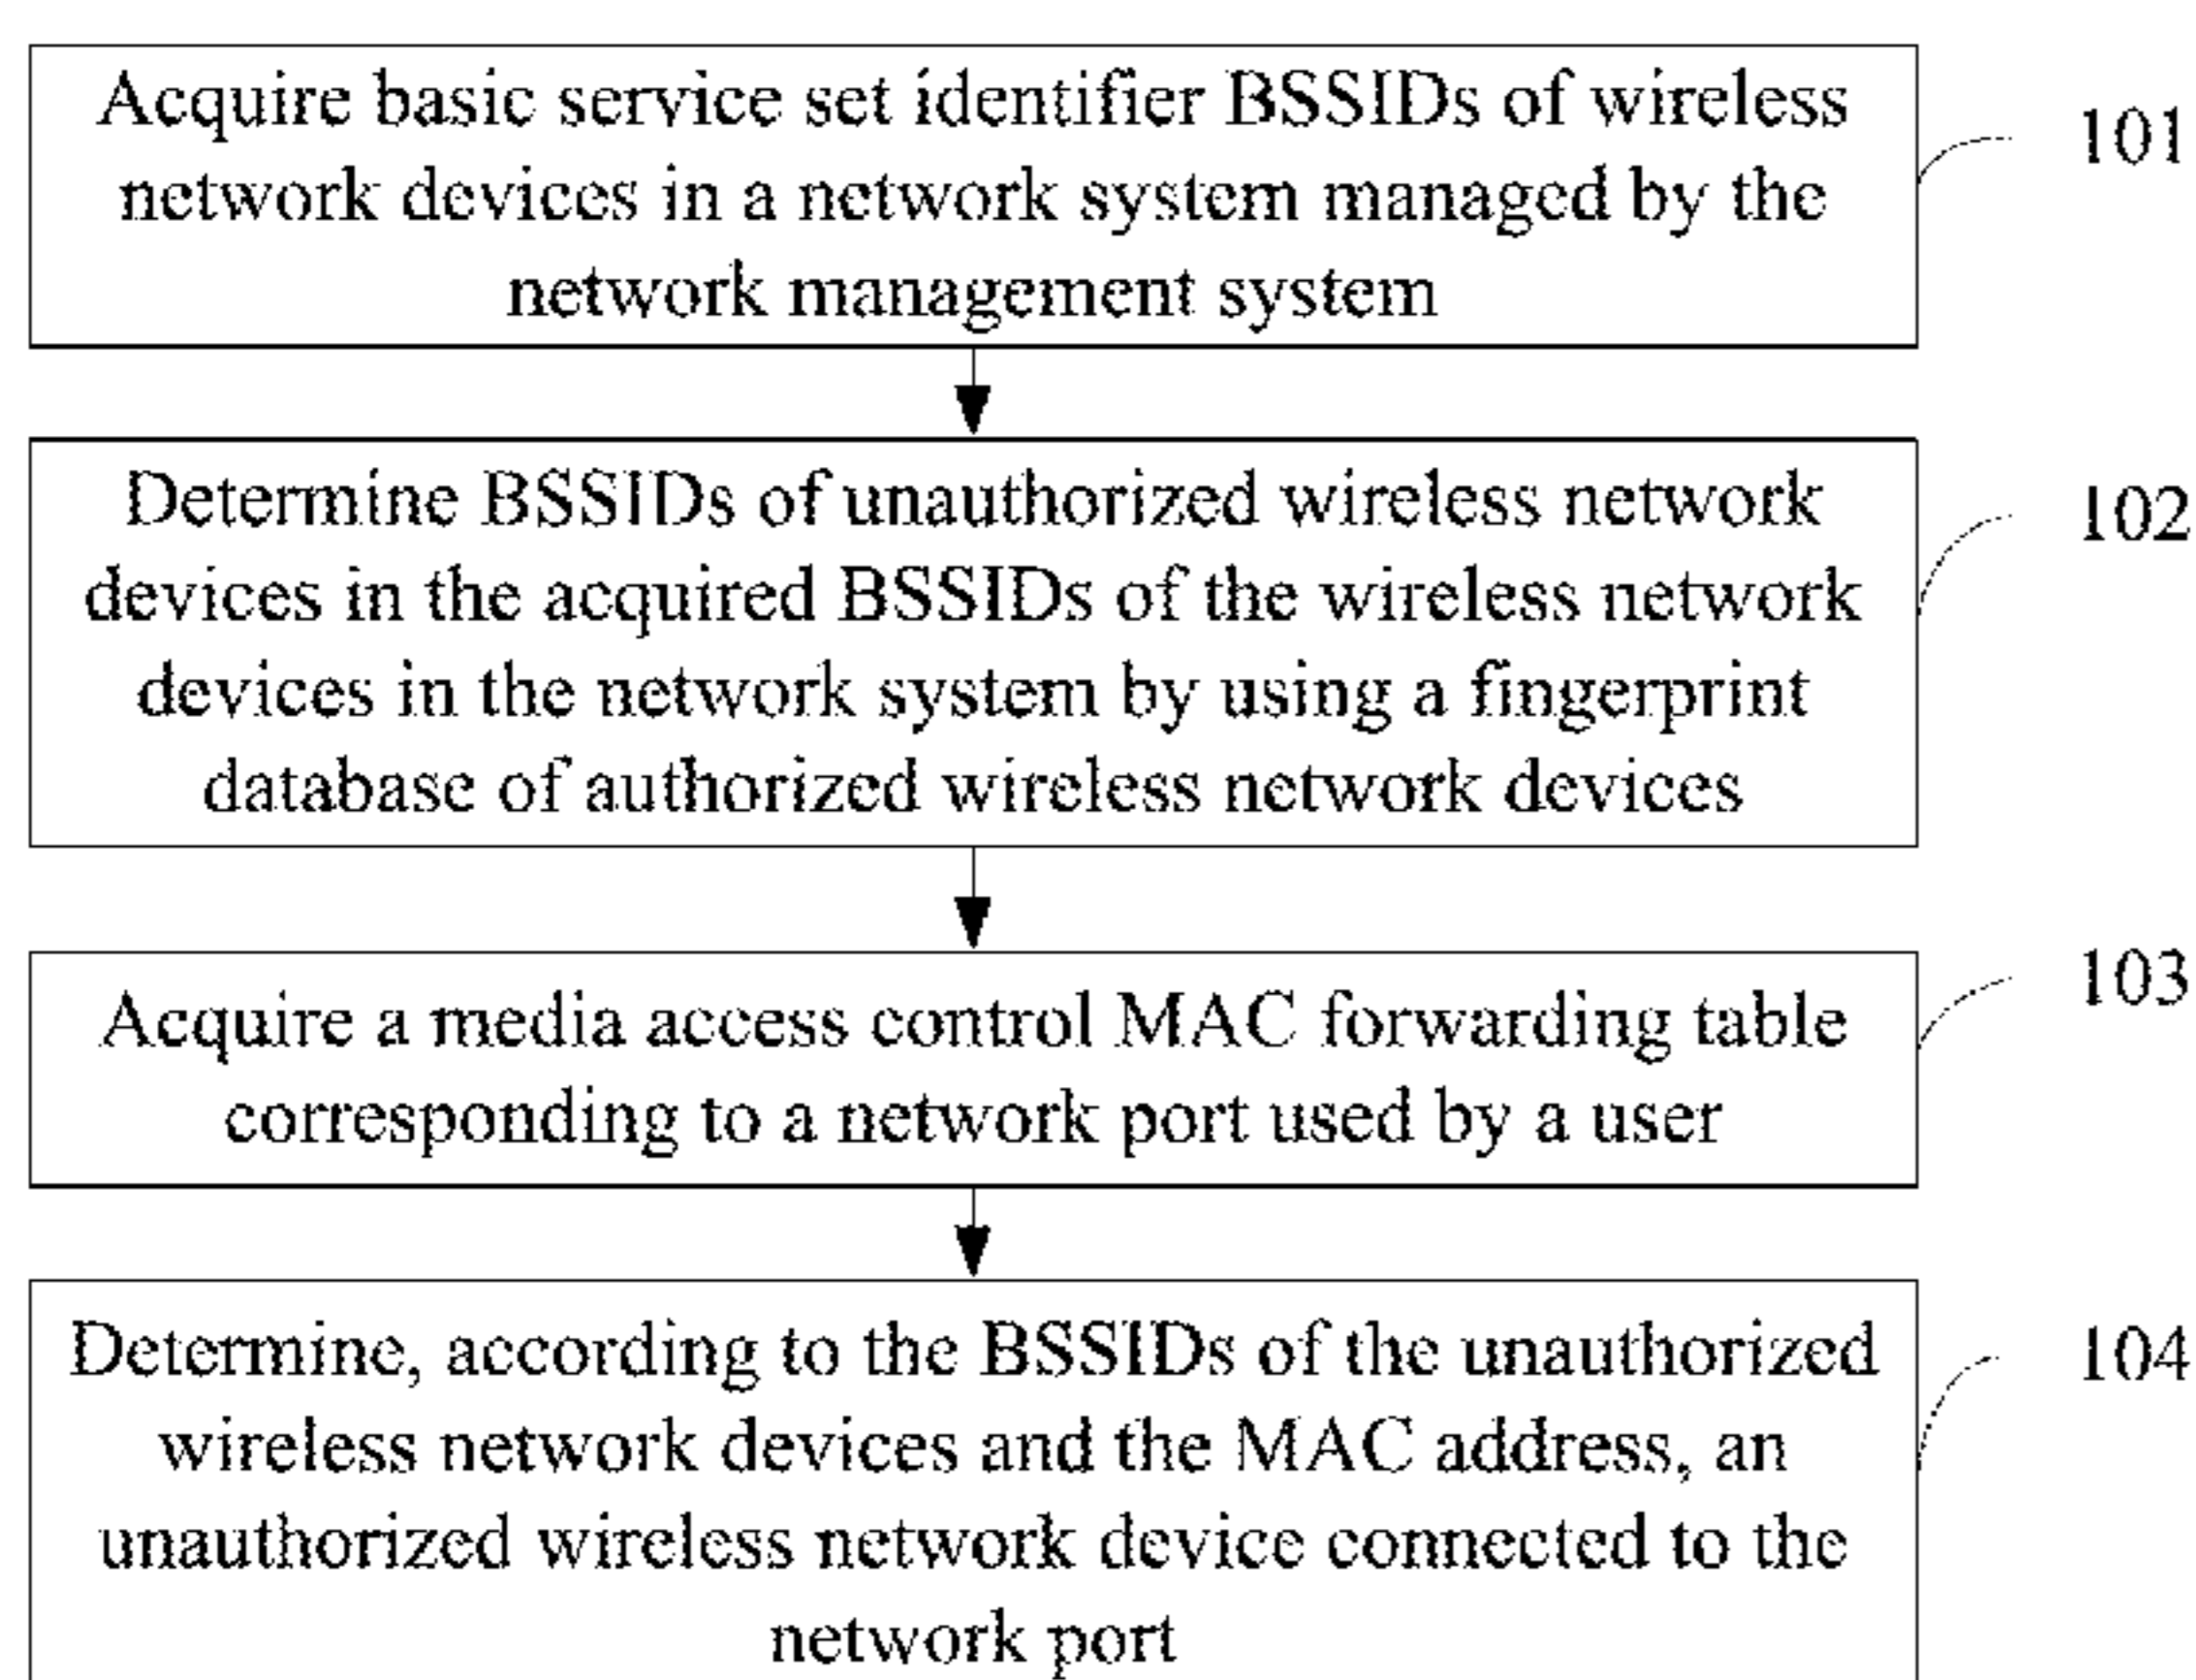 Acquire basic service set identifier BSSIDs of wireless
network devices in a network system managed by the
network management system
101
Determine BSSIDs of unauthorized wireless network
devices in the acquired BSSIDs of the wireless network
devices in the network system by using a fingerprint
database of authorized wireless network devices
102
Acquire a media access control MAC forwarding table
corresponding to a network port used by a user
103
Determine, according to the BSSIDs of the unauthorized
wireless network devices and the MAC address, an
unauthorized wireless network device connected to the
network port
104